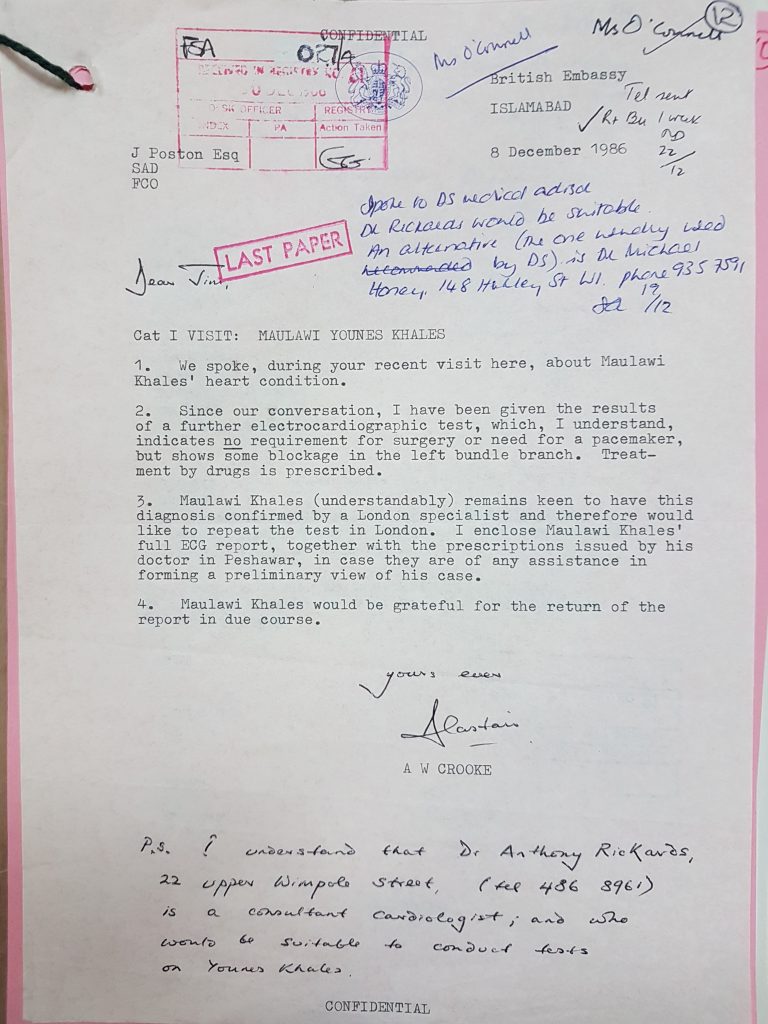 CONFIDENTIAL
12
FSA
RECEIVED IN REGISTRY NO
DEC 1986
DESK OFFICER
REGISTRY
INDEX
PA
Action Taken
Ms O'Connell
Ms O'Connell
British Embassy
ISLAMABAD
8 December 1986
Tel sent
1 week
22/12
J Poston Esq
SAD
FCO
LAST PAPER
Spoke to DS medical adviser
Dr Rickards would be suitable.
An alternative (the one usually used
recommended by DS) is Dr Michael
Honey, 148 Harley St W1. phone 935 7591
19/12
Dear Jim,
Cat I VISIT: MAULAWI YOUNES KHALES
1. We spoke, during your recent visit here, about Maulawi
Khales' heart condition.
2. Since our conversation, I have been given the results
of a further electrocardiographic test, which, I understand,
indicates no requirement for surgery or need for a pacemaker,
but shows some blockage in the left bundle branch. Treat-
ment by drugs is prescribed.
3. Maulawi Khales (understandably) remains keen to have this
diagnosis confirmed by a London specialist and therefore would
like to repeat the test in London. I enclose Maulawi Khales'
full ECG report, together with the prescriptions issued by his
doctor in Peshawar, in case they are of any assistance in
forming a preliminary view of his case.
4. Maulawi Khales would be grateful for the return of the
report in due course.
yours ever
Alastair
A W CROOKE
P.S. I understand that Dr Anthony Rickards,
22 upper Wimpole Street, (tel 486 8961)
is a consultant cardiologist; and who
would be suitable to conduct tests
on Younes Khales.
CONFIDENTIAL